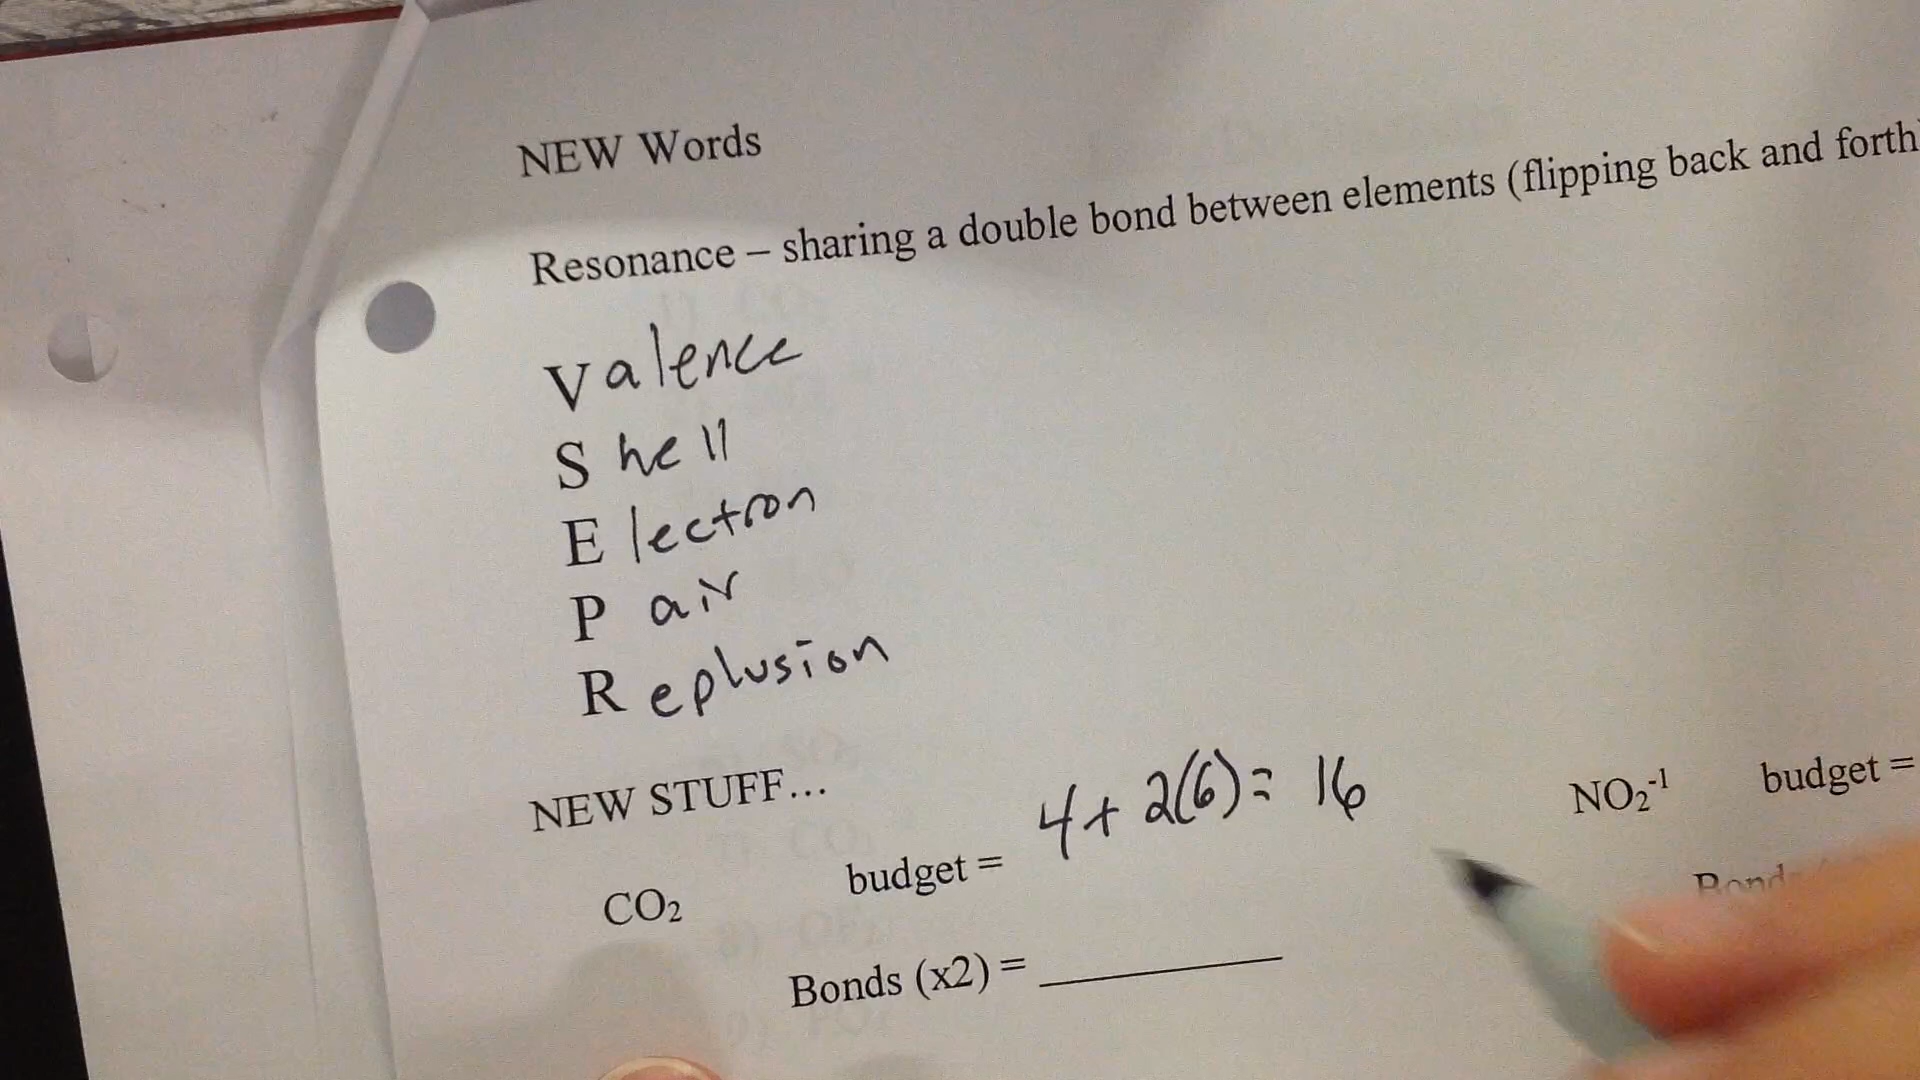 NEW Words
Resonance – sharing a double bond between elements (flipping back and forth
Valence
Shell
Electron
Pair
Replusion
NEW STUFF...
CO₂ budget = 4 + 2(6) = 16
Bonds (x2) = __________
NO₂⁻¹ budget =